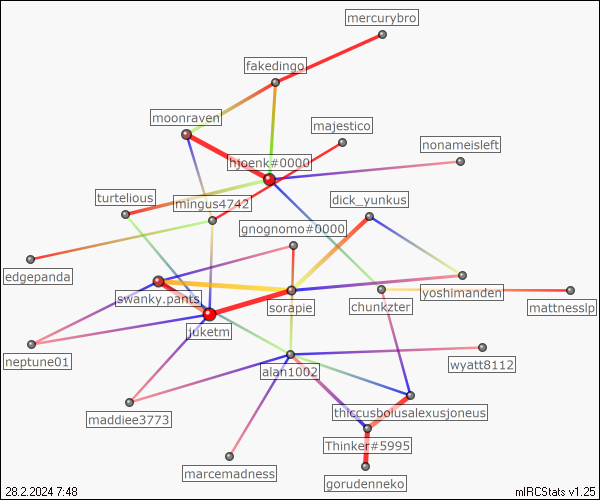 mercurybro
fakedingo
moonraven
majestico
hjoenk#0000
nonameisleft
turtelious
mingus4742
dick_yunkus
gnognomo#0000
edgepanda
swanky.pants
sorapie
chunkzter
yoshimanden
mattnesslp
juketm
neptune01
alan1002
wyatt8112
maddiee3773
thiccusbolusalexusjoneus
Thinker#5995
marcemadness
gorudenneko
28.2.2024 7:48
mIRCStats v1.25